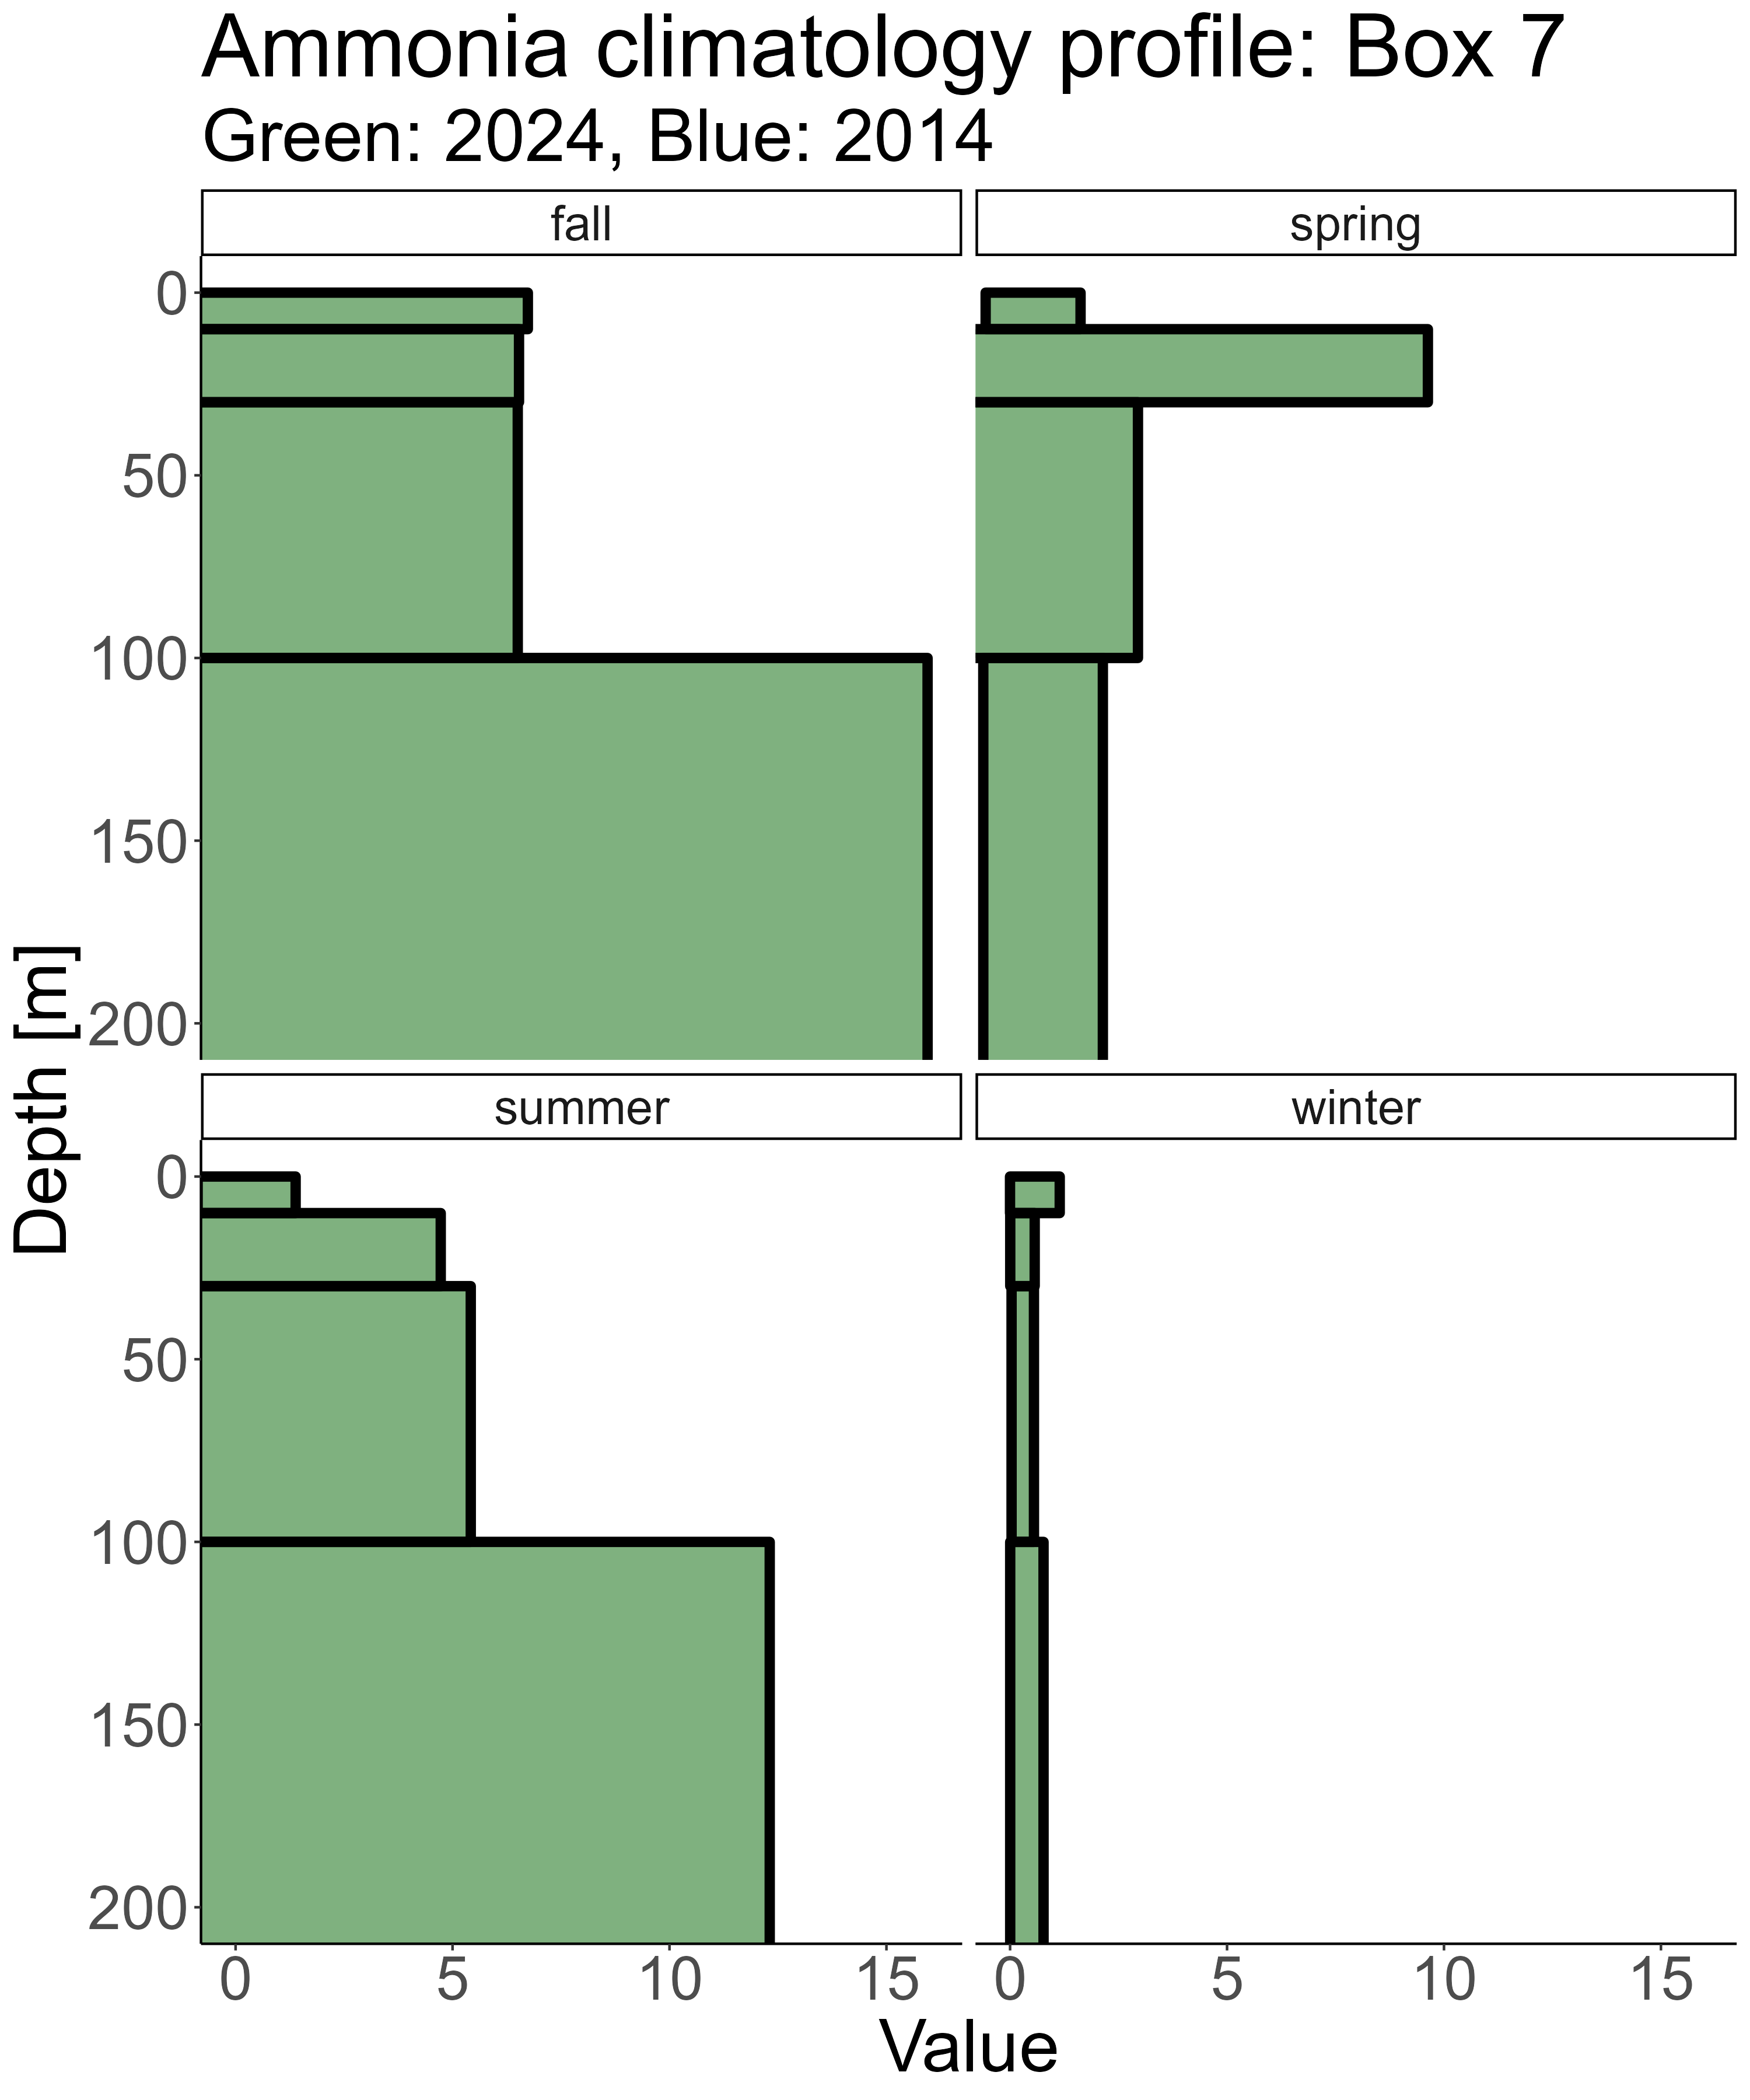 Ammonia climatology profile: Box 7
Green: 2024, Blue: 2014
fall
spring
0
50
100
150
200
summer
winter
0
50
100
150
200
0 5 10 15
0 5 10 15
Depth [m]
Value